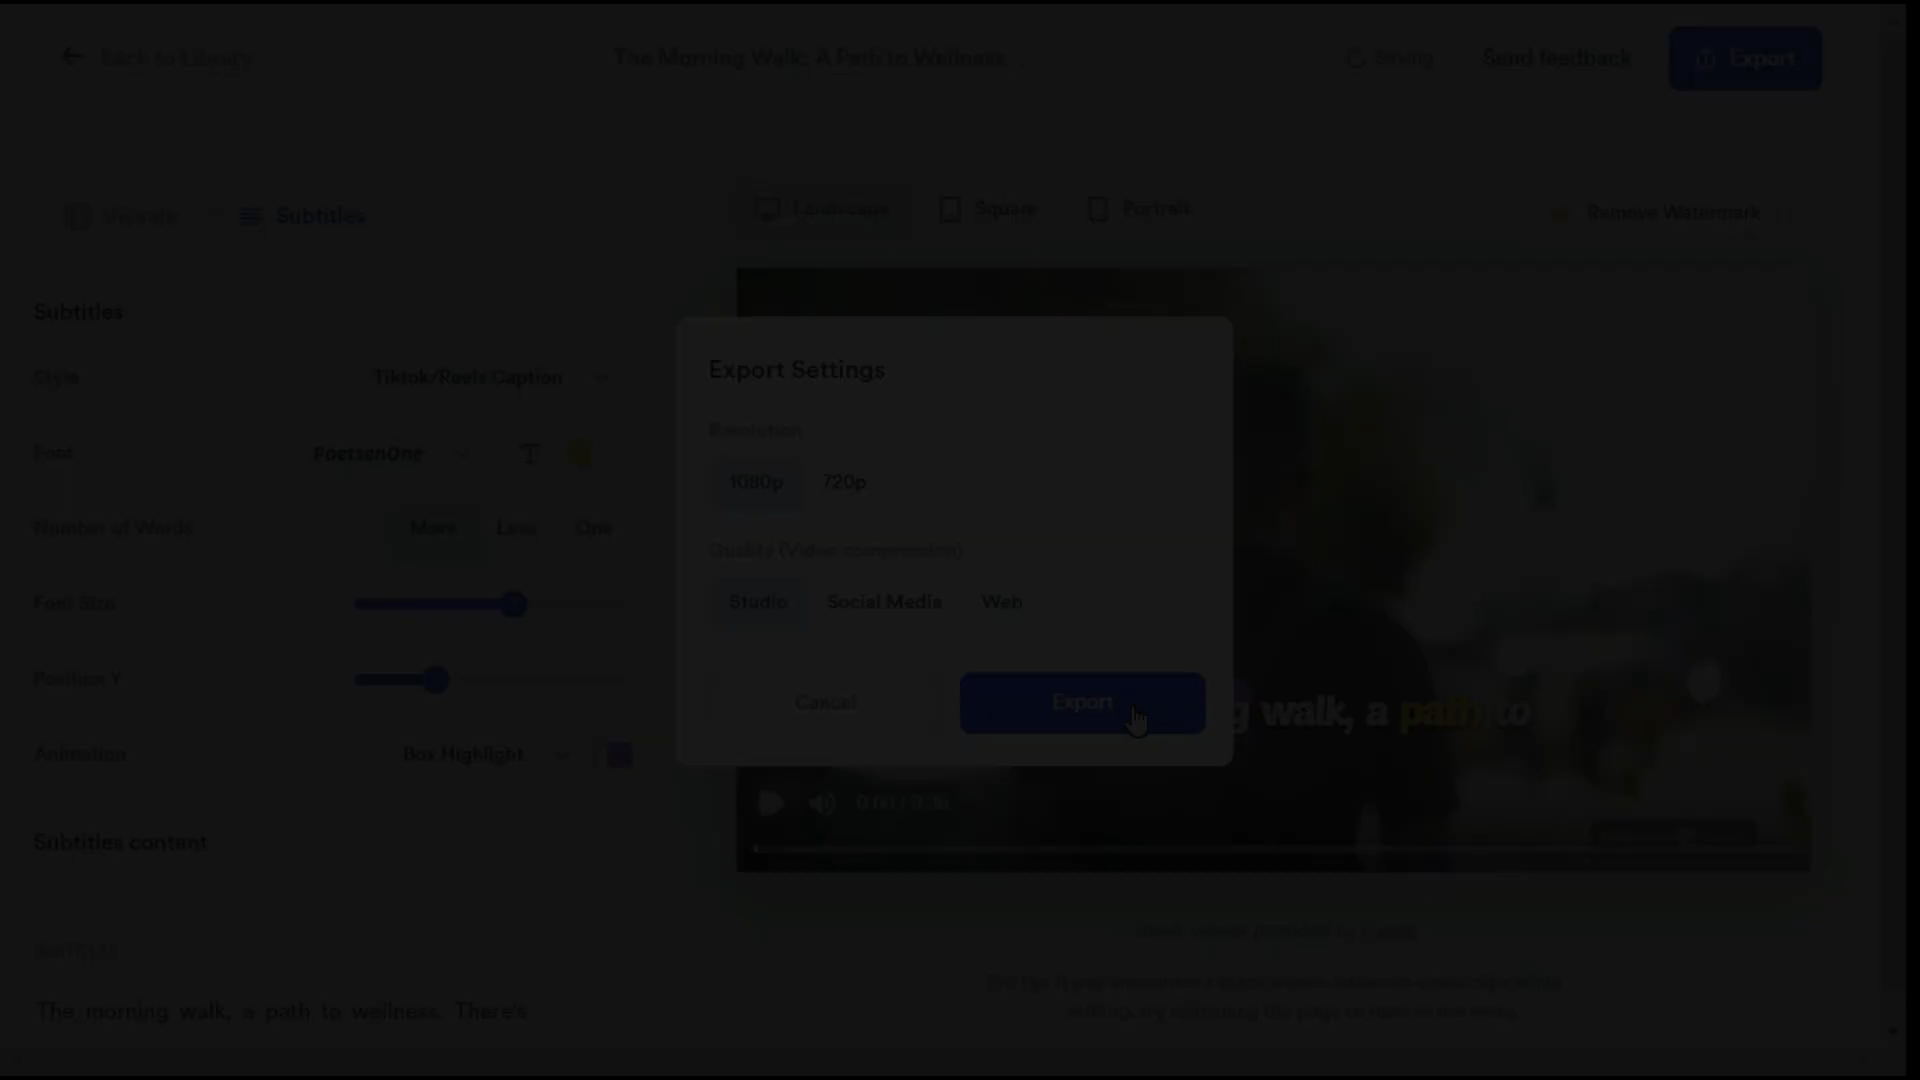 Back to Library
The Morning Walk: A Path to Wellness
Saving
Send feedback
Export
Visuals
Subtitles
Landscape
Square
Portrait
Remove Watermark
Subtitles
Style
Tiktok/Reels Caption
Font
PoetsenOne
Number of Words
More
Less
One
Font Size
Position Y
Animation
Box Highlight
Subtitles content
The morning walk, a path to wellness. There's
Export Settings
Resolution
1080p
720p
Quality (Video compression)
Studio
Social Media
Web
Cancel
Export
g walk, a path to